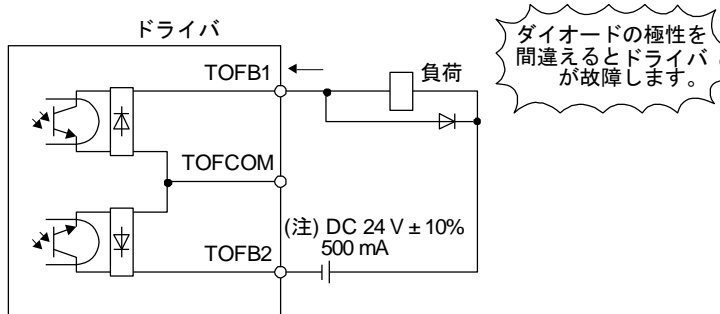 ドライバ
ダイオードの極性を
間違えるとドライバ
が故障します。
TOFB1
負荷
TOFCOM
(注) DC 24 V ± 10%
500 mA
TOFB2